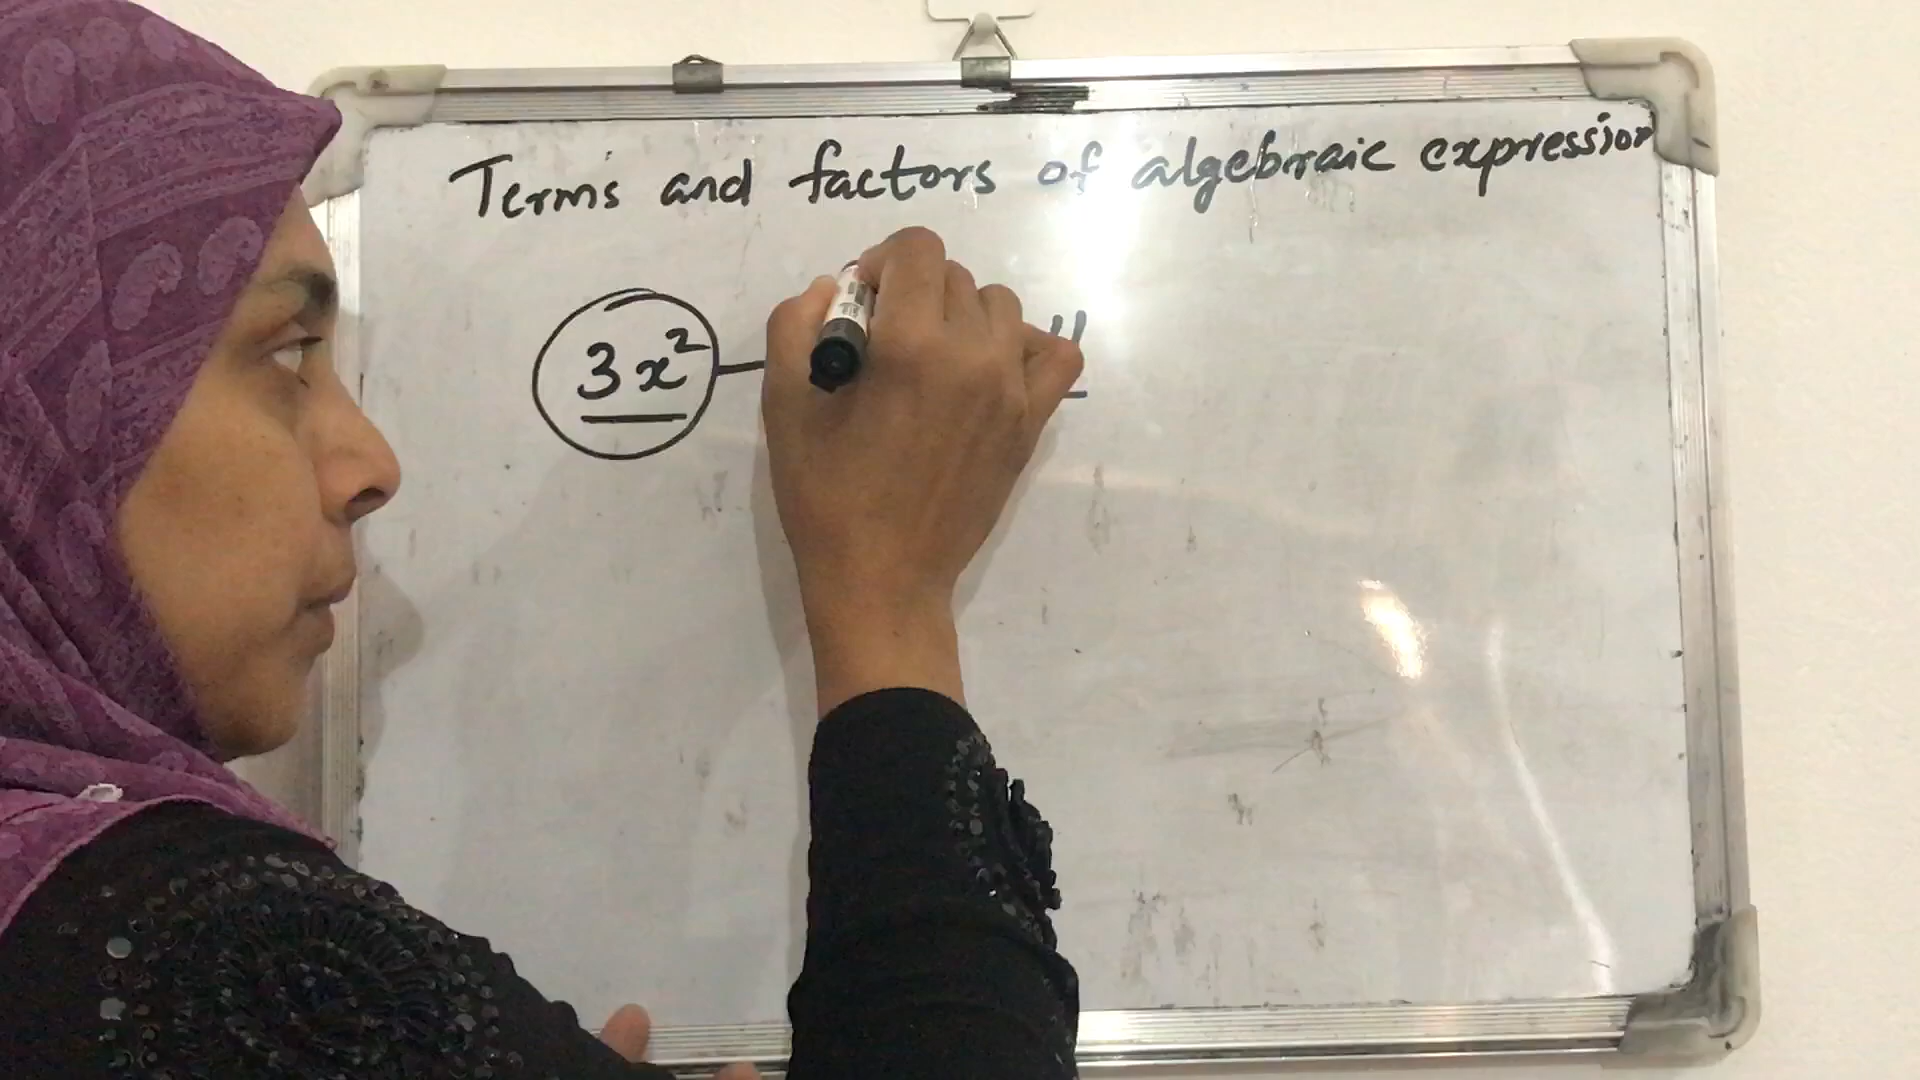 Terms and factors of algebraic expression
3x² −